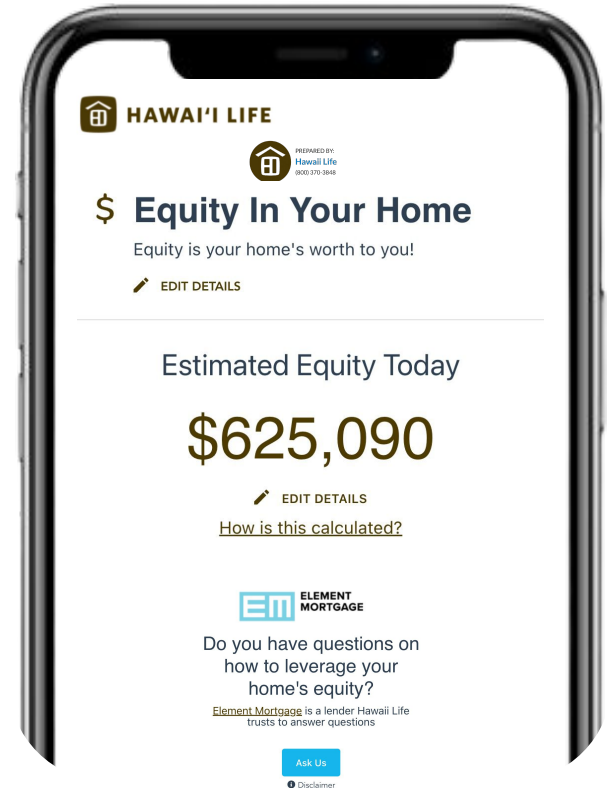 HAWAI‘I LIFE
PREPARED BY:
Hawaii Life
(800) 370-3848
$ Equity In Your Home
Equity is your home's worth to you!
EDIT DETAILS
Estimated Equity Today
$625,090
EDIT DETAILS
How is this calculated?
EM ELEMENT
MORTGAGE
Do you have questions on
how to leverage your
home's equity?
Element Mortgage is a lender Hawaii Life
trusts to answer questions
Ask Us
Disclaimer